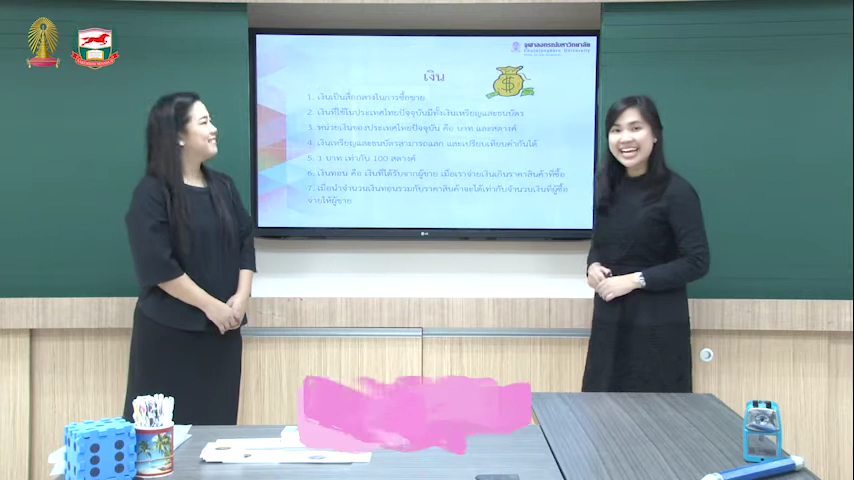 จุฬาลงกรณ์มหาวิทยาลัย
Chulalongkorn University
เงิน
1. เงินเป็นสื่อกลางในการซื้อขาย
2. เงินที่ใช้ในประเทศไทยปัจจุบันมีทั้งเงินเหรียญและธนบัตร
3. หน่วยเงินของประเทศไทยปัจจุบัน คือ บาท และสตางค์
4. เงินเหรียญและธนบัตรสามารถแลก และเปรียบเทียบค่ากันได้
5. 1 บาท เท่ากับ 100 สตางค์
6. เงินทอน คือ เงินที่ได้รับจากผู้ขาย เมื่อเราจ่ายเงินเกินราคาสินค้าที่ซื้อ
7. เมื่อนำจำนวนเงินทอนรวมกับราคาสินค้าจะได้เท่ากับจำนวนเงินที่ผู้ซื้อ
จ่ายให้ผู้ขาย
LG